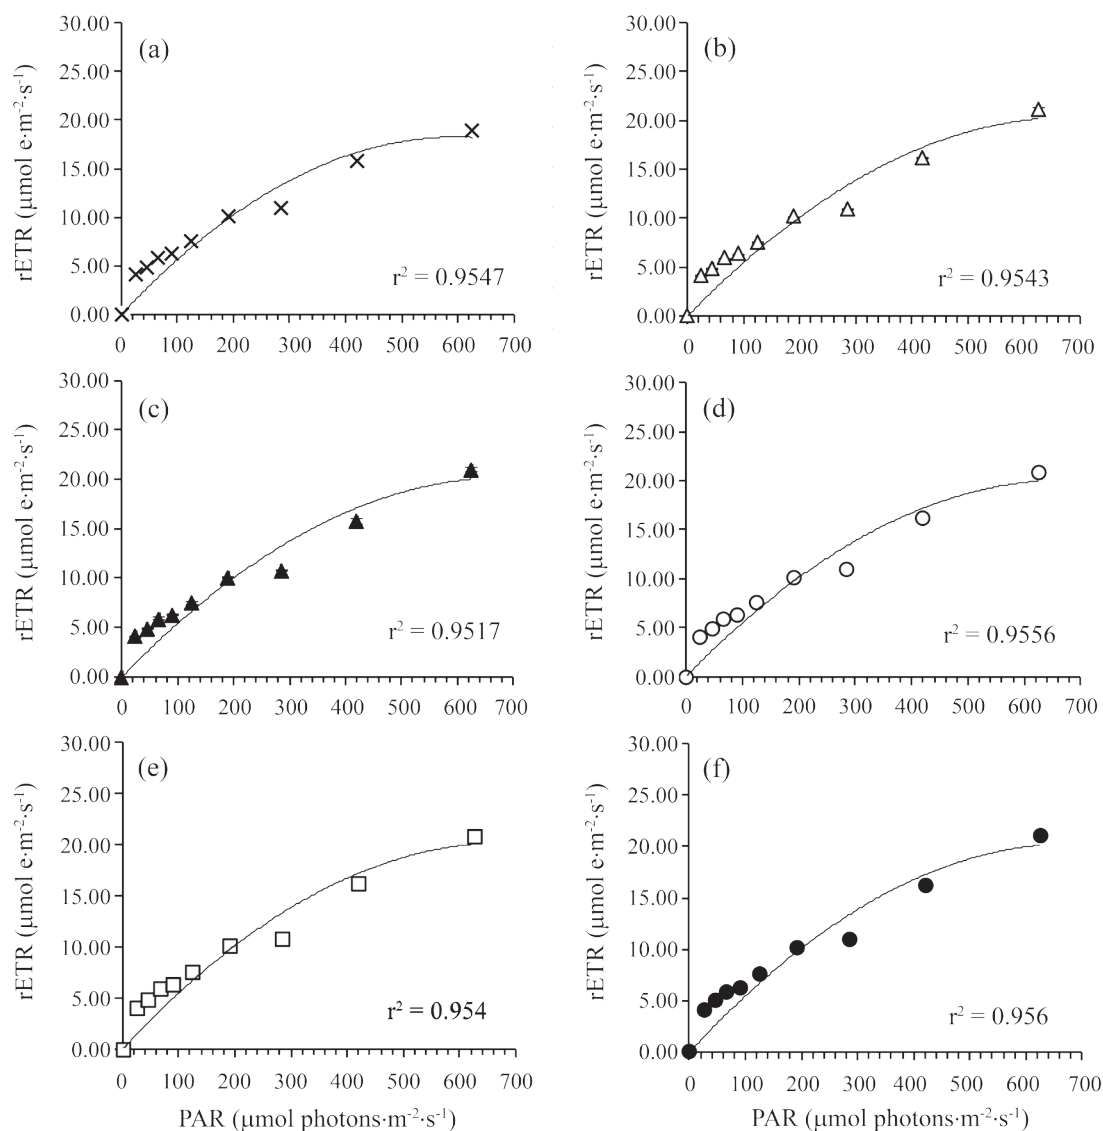 (a)
rETR (μmol e·m⁻²·s⁻¹)
30.00
25.00
20.00
15.00
10.00
5.00
0.00
r² = 0.9547
0 100 200 300 400 500 600 700
(b)
rETR (μmol e·m⁻²·s⁻¹)
30.00
25.00
20.00
15.00
10.00
5.00
0.00
r² = 0.9543
0 100 200 300 400 500 600 700
(c)
rETR (μmol e·m⁻²·s⁻¹)
30.00
25.00
20.00
15.00
10.00
5.00
0.00
r² = 0.9517
0 100 200 300 400 500 600 700
(d)
rETR (μmol e·m⁻²·s⁻¹)
30.00
25.00
20.00
15.00
10.00
5.00
0.00
r² = 0.9556
0 100 200 300 400 500 600 700
(e)
rETR (μmol e·m⁻²·s⁻¹)
30.00
25.00
20.00
15.00
10.00
5.00
0.00
r² = 0.954
0 100 200 300 400 500 600 700
PAR (μmol photons·m⁻²·s⁻¹)
(f)
rETR (μmol e·m⁻²·s⁻¹)
30.00
25.00
20.00
15.00
10.00
5.00
0.00
r² = 0.956
0 100 200 300 400 500 600 700
PAR (μmol photons·m⁻²·s⁻¹)